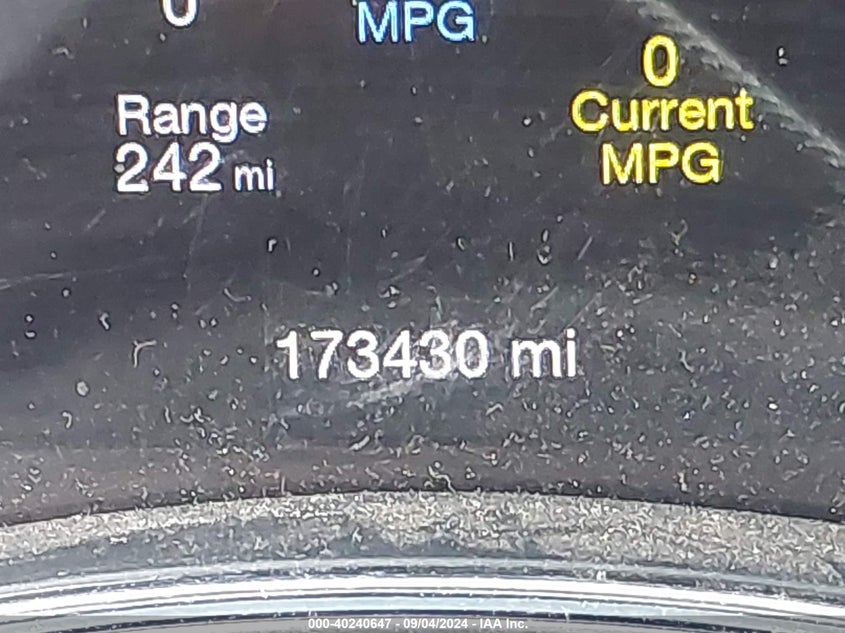 0
MPG
0
Range
Current
242 mi
MPG
173430 mi
000-40240647 - 09/04/2024 - IAA Inc.